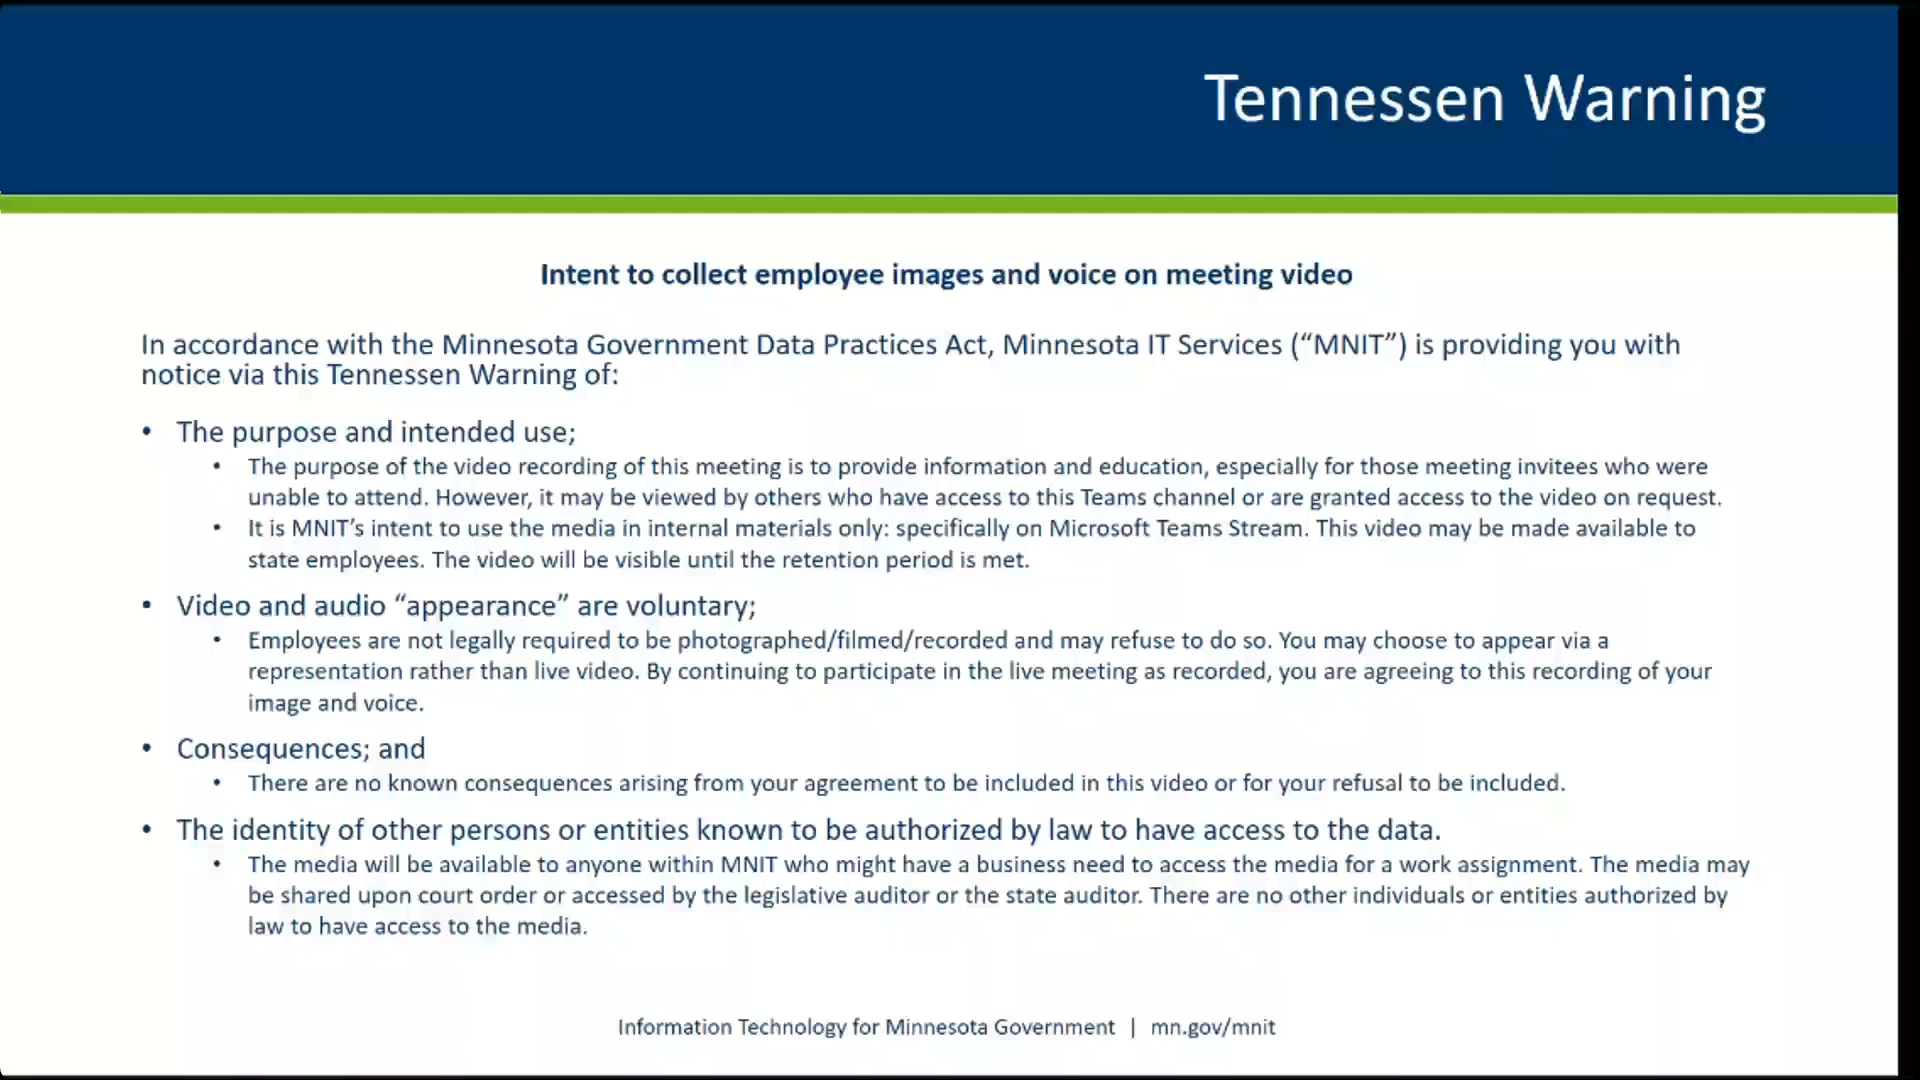 Tennessen Warning
Intent to collect employee images and voice on meeting video
In accordance with the Minnesota Government Data Practices Act, Minnesota IT Services (“MNIT”) is providing you with
notice via this Tennessen Warning of:
• The purpose and intended use;
• The purpose of the video recording of this meeting is to provide information and education, especially for those meeting invitees who were
unable to attend. However, it may be viewed by others who have access to this Teams channel or are granted access to the video on request.
• It is MNIT’s intent to use the media in internal materials only: specifically on Microsoft Teams Stream. This video may be made available to
state employees. The video will be visible until the retention period is met.
• Video and audio “appearance” are voluntary;
• Employees are not legally required to be photographed/filmed/recorded and may refuse to do so. You may choose to appear via a
representation rather than live video. By continuing to participate in the live meeting as recorded, you are agreeing to this recording of your
image and voice.
• Consequences; and
• There are no known consequences arising from your agreement to be included in this video or for your refusal to be included.
• The identity of other persons or entities known to be authorized by law to have access to the data.
• The media will be available to anyone within MNIT who might have a business need to access the media for a work assignment. The media may
be shared upon court order or accessed by the legislative auditor or the state auditor. There are no other individuals or entities authorized by
law to have access to the media.
Information Technology for Minnesota Government | mn.gov/mnit